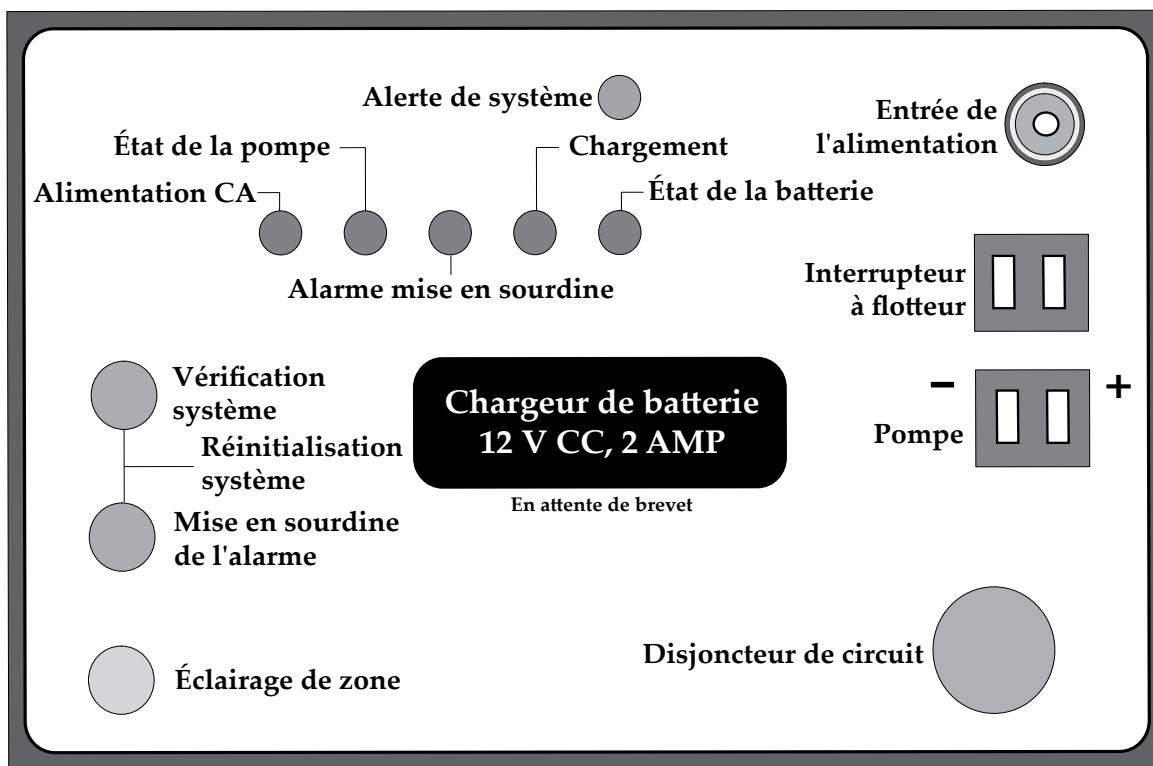 Alerte de système
Entrée de
l'alimentation
État de la pompe
Chargement
Alimentation CA
État de la batterie
Alarme mise en sourdine
Interrupteur
à flotteur
Vérification
système
Réinitialisation
système
Mise en sourdine
de l'alarme
Chargeur de batterie
12 V CC, 2 AMP
En attente de brevet
– +
Pompe
Éclairage de zone
Disjoncteur de circuit